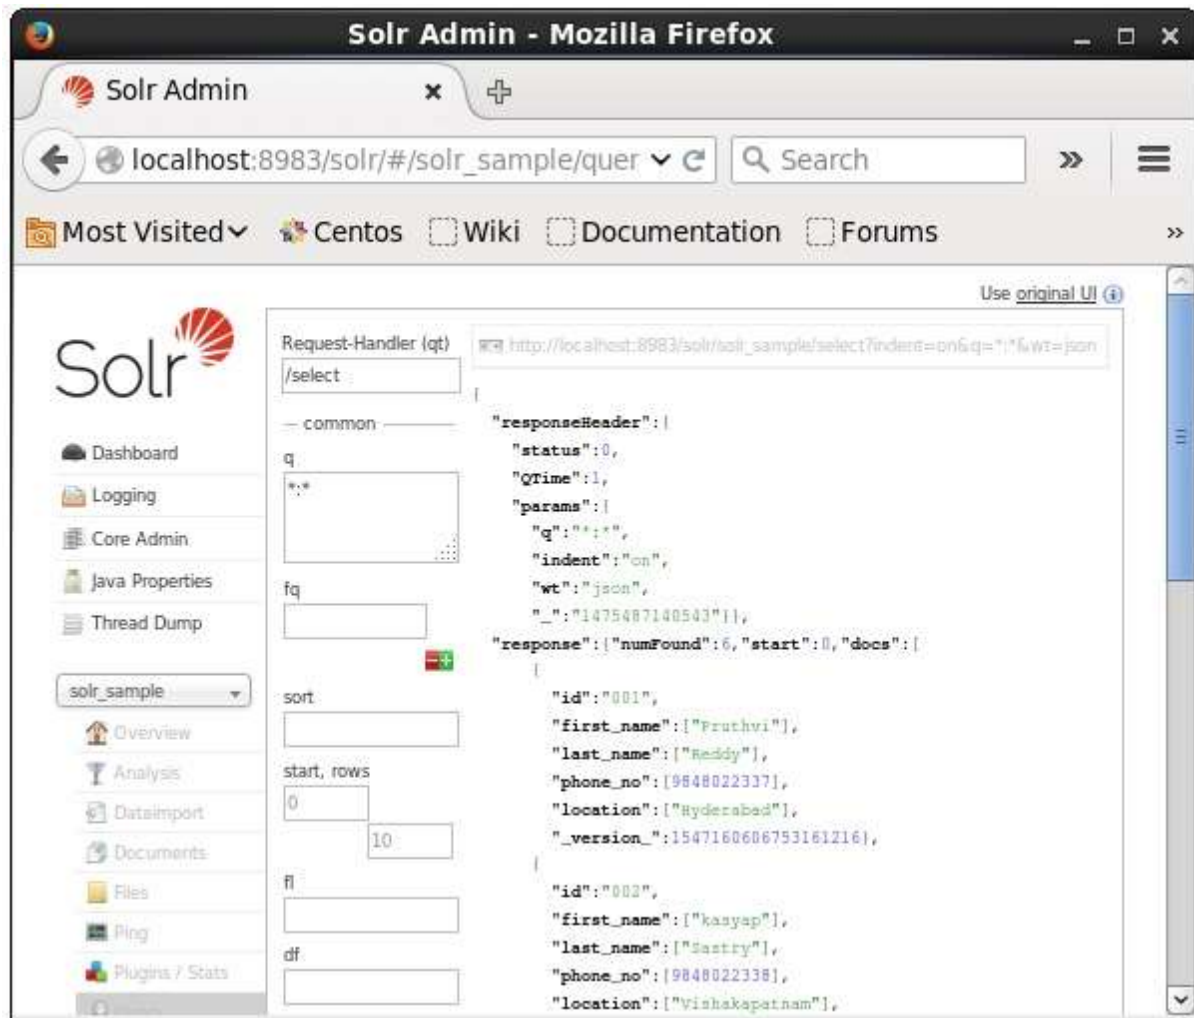 Solr Admin - Mozilla Firefox
Solr Admin
localhost:8983/solr/#/solr_sample/quer
Search
Most Visited
Centos
Wiki
Documentation
Forums
Use original UI
Solr
Dashboard
Logging
Core Admin
Java Properties
Thread Dump
solr_sample
Overview
Analysis
Dataimport
Documents
Files
Ping
Plugins / Stats
Request-Handler (qt)
/select
common
q
*:*
fq
sort
start, rows
0
10
fl
df
http://localhost:8983/solr/solr_sample/select?indent=on&q=*:*&wt=json
{
"responseHeader":{
"status":0,
"QTime":1,
"params":{
"q":"*:*",
"indent":"on",
"wt":"json",
"_":"1475487140543"}},
"response":{"numFound":6,"start":0,"docs":[
{
"id":"001",
"first_name":["Pruthvi"],
"last_name":["Reddy"],
"phone_no":[9848022337],
"location":["Hyderabad"],
"_version_":1547160606753161216},
{
"id":"002",
"first_name":["kasyap"],
"last_name":["Sastry"],
"phone_no":[9848022338],
"location":["Vishakapatnam"],